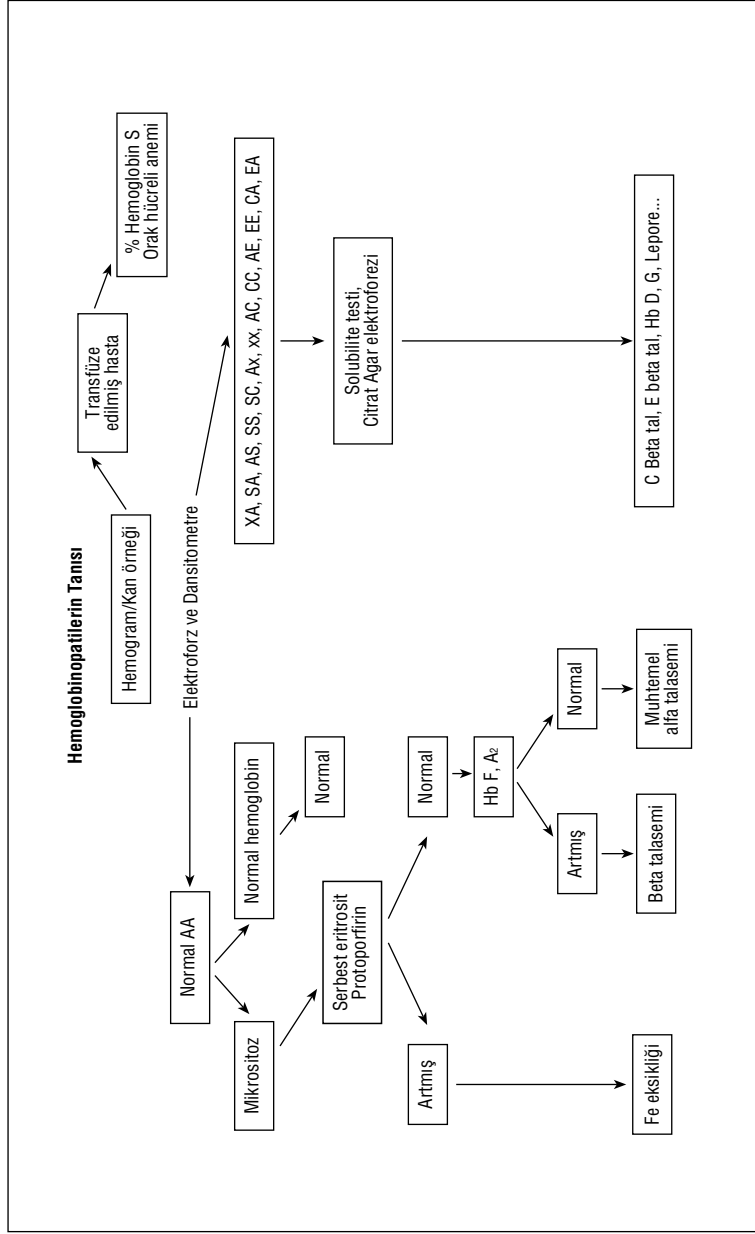 Hemoglobinopatilerin Tanısı
Hemogram/Kan örneği
Transfüze
edilmiş hasta
% Hemoglobin S
Orak hücreli anemi
Elektroforz ve Dansitometre
Normal AA
XA, SA, AS, SS, SC, Ax, xx, AC, CC, AE, EE, CA, EA
Mikrositoz
Normal hemoglobin
Normal
Solubilite testi,
Citrat Agar elektroforezi
Serbest eritrosit
Protoporfirin
Artmış
Normal
Hb F, A2
Artmış
Normal
Fe eksikliği
Beta talasemi
Muhtemel
alfa talasemi
C Beta tal, E beta tal, Hb D, G, Lepore...